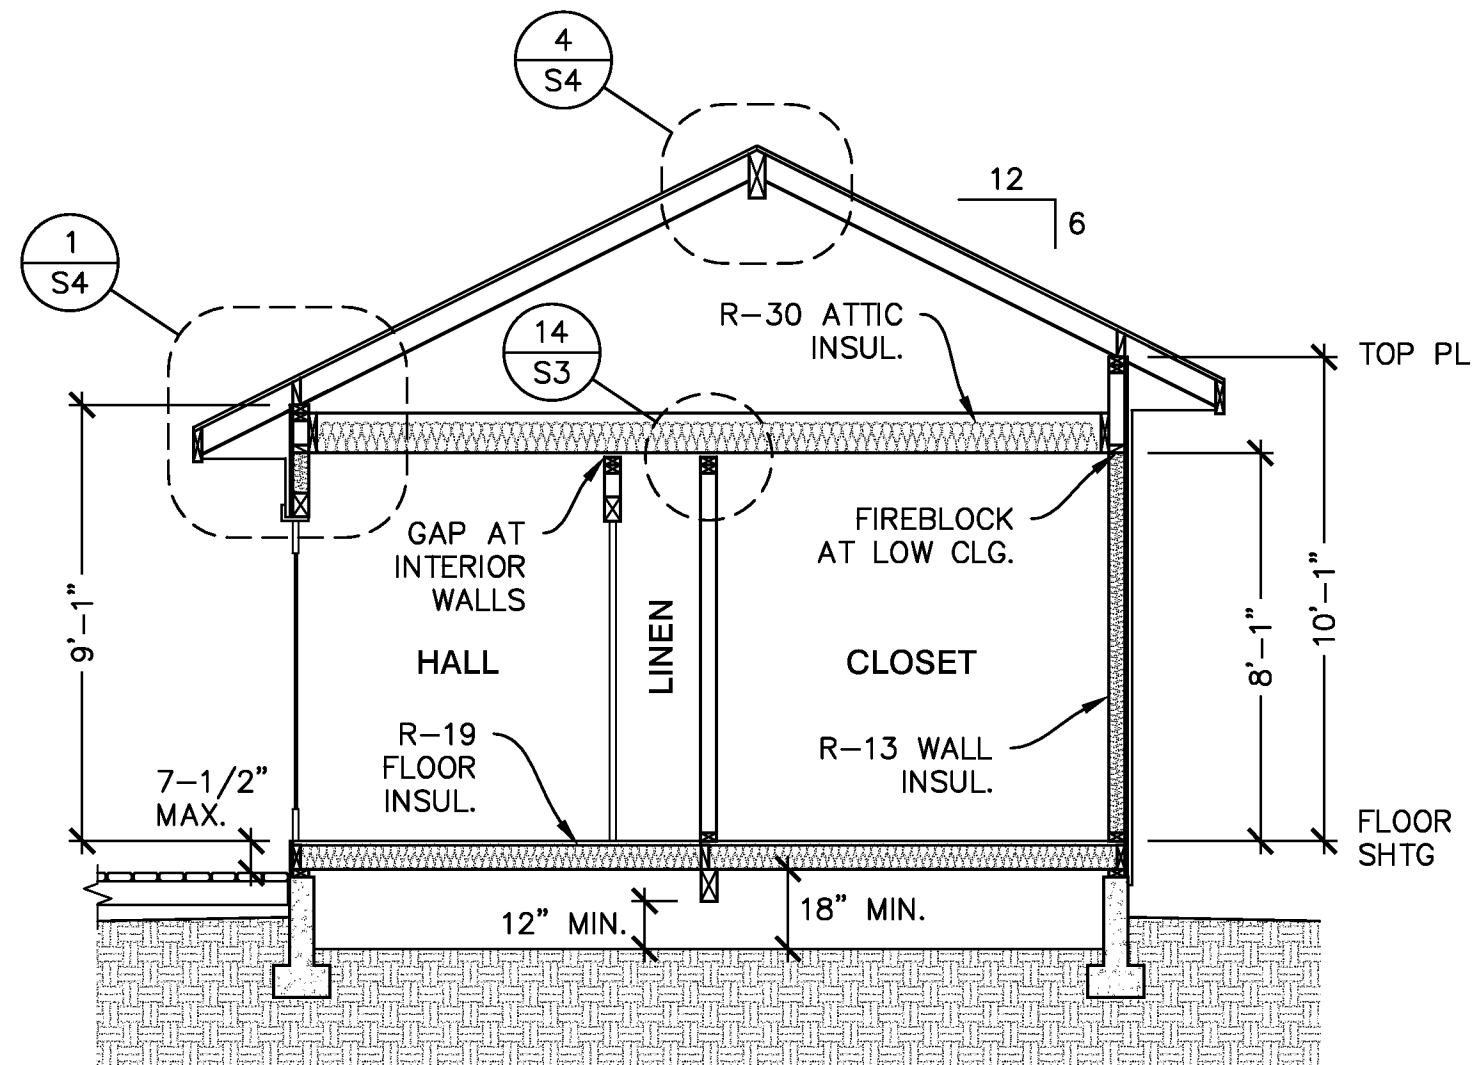 4
S4
12
6
1
S4
R-30 ATTIC
INSUL.
14
S3
TOP PL
GAP AT
INTERIOR
WALLS
FIREBLOCK
AT LOW CLG.
9'-1"
HALL
LINEN
CLOSET
8'-1"
10'-1"
R-19
FLOOR
INSUL.
R-13 WALL
INSUL.
7-1/2"
MAX.
FLOOR
SHTG
12" MIN.
18" MIN.